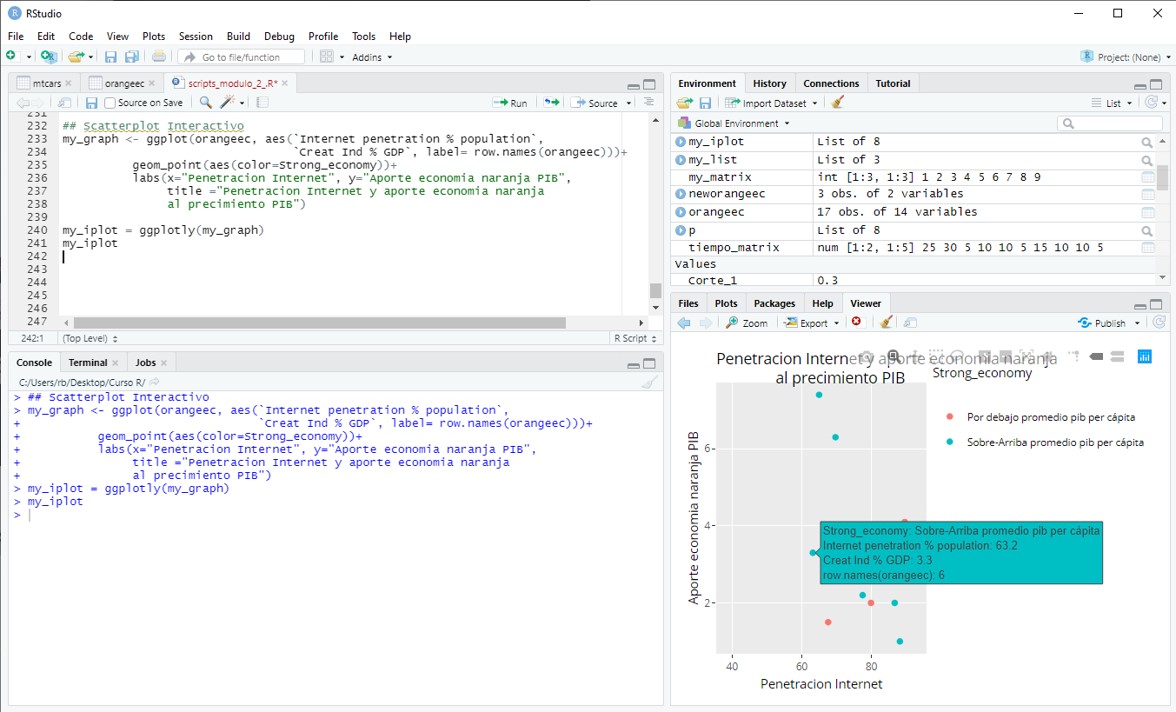 RStudio
File Edit Code View Plots Session Build Debug Profile Tools Help
Go to file/function Addins Project: (None)
mtcars orangeec scripts_modulo_2_.R*
Source on Save Run Source
231
232 ## Scatterplot Interactivo
233 my_graph <- ggplot(orangeec, aes(`Internet penetration % population`,
234 `Creat Ind % GDP`, label= row.names(orangeec)))+
235 geom_point(aes(color=Strong_economy))+
236 labs(x="Penetracion Internet", y="Aporte economia naranja PIB",
237 title ="Penetracion Internet y aporte economia naranja
238 al precimiento PIB")
239
240 my_iplot = ggplotly(my_graph)
241 my_iplot
242
243
244
245
246
247
242:1 (Top Level) R Script
Console Terminal Jobs
C:/Users/rb/Desktop/Curso R/
> ## Scatterplot Interactivo
> my_graph <- ggplot(orangeec, aes(`Internet penetration % population`,
+ `Creat Ind % GDP`, label= row.names(orangeec)))+
+ geom_point(aes(color=Strong_economy))+
+ labs(x="Penetracion Internet", y="Aporte economia naranja PIB",
+ title ="Penetracion Internet y aporte economia naranja
+ al precimiento PIB")
> my_iplot = ggplotly(my_graph)
> my_iplot
>
Environment History Connections Tutorial
Import Dataset List
Global Environment
my_iplot List of 8
my_list List of 3
my_matrix int [1:3, 1:3] 1 2 3 4 5 6 7 8 9
neworangeec 3 obs. of 2 variables
orangeec 17 obs. of 14 variables
p List of 8
tiempo_matrix num [1:2, 1:5] 25 30 5 10 10 5 15 10 10 5
Values
Corte_1 0.3
Files Plots Packages Help Viewer
Zoom Export Publish
Penetracion Internet y aporte economia naranja
al precimiento PIB
Strong_economy
Por debajo promedio pib per cápita
Sobre-Arriba promedio pib per cápita
Aporte economia naranja PIB
6
4
2
Strong_economy: Sobre-Arriba promedio pib per cápita
Internet penetration % population: 63.2
Creat Ind % GDP: 3.3
row.names(orangeec): 6
40 60 80
Penetracion Internet